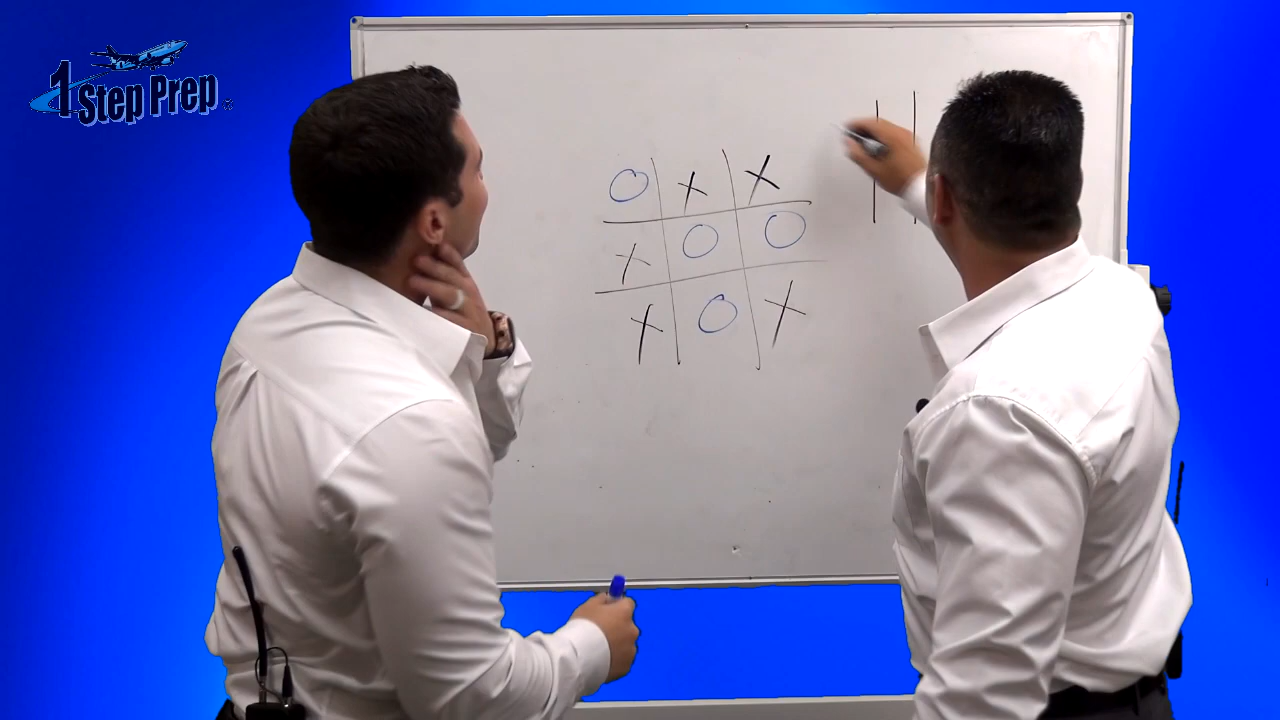 1 Step Prep
O X X
X O O
X O X